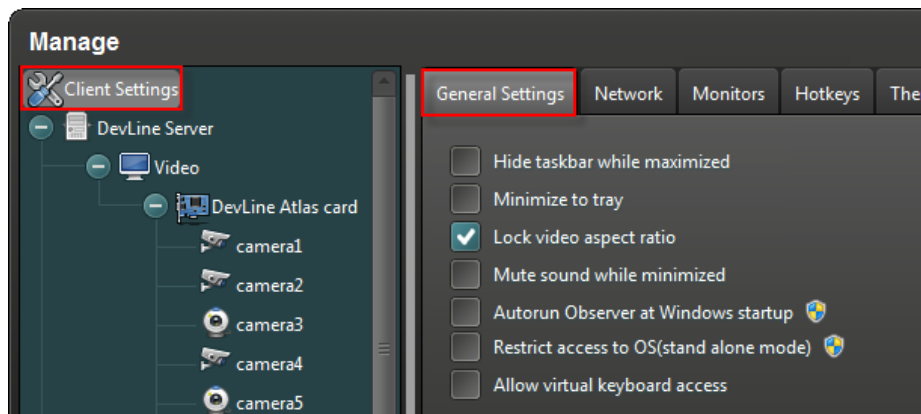 Manage
Client Settings
DevLine Server
Video
DevLine Atlas card
camera1
camera2
camera3
camera4
camera5
General Settings Network Monitors Hotkeys The
Hide taskbar while maximized
Minimize to tray
Lock video aspect ratio
Mute sound while minimized
Autorun Observer at Windows startup
Restrict access to OS(stand alone mode)
Allow virtual keyboard access